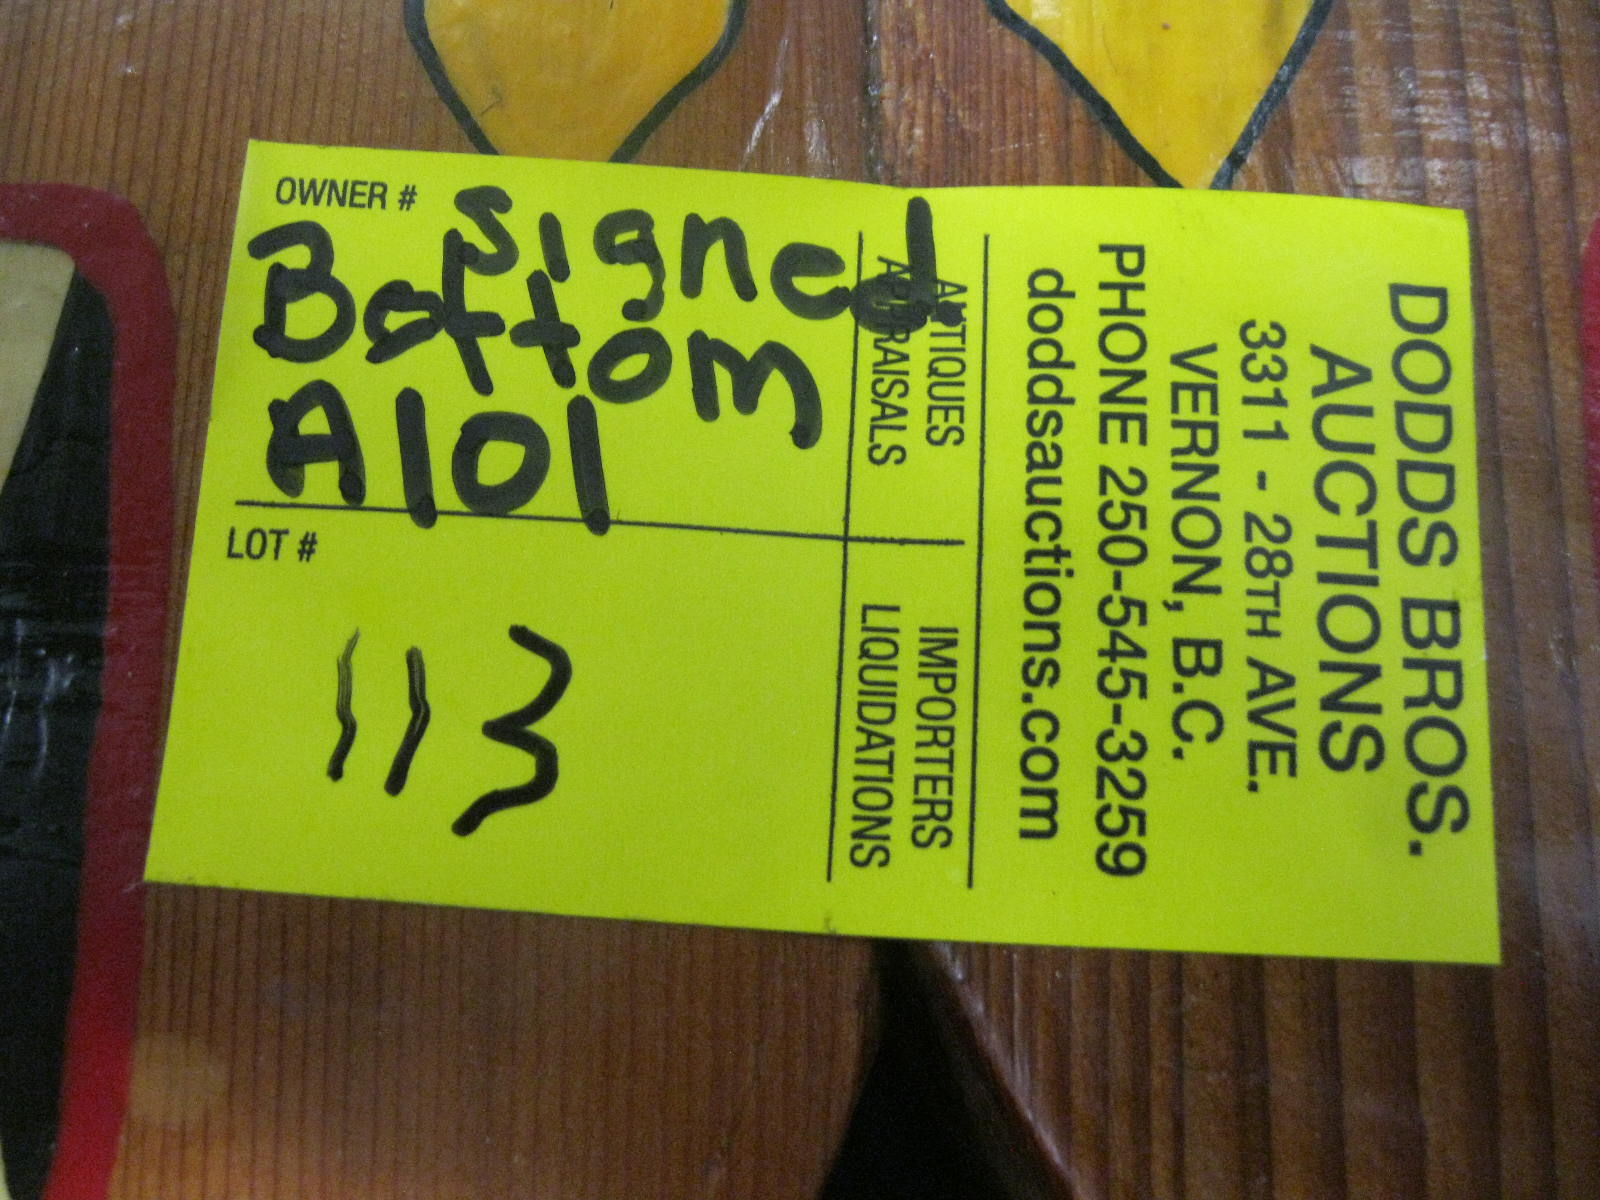 DODDS BROS.
AUCTIONS
3311 - 28TH AVE.
VERNON, B.C.
PHONE 250-545-3259
doddsauctions.com
ANTIQUES
APPRAISALS
IMPORTERS
LIQUIDATIONS
OWNER #
signed
Bottom
A101
LOT #
113